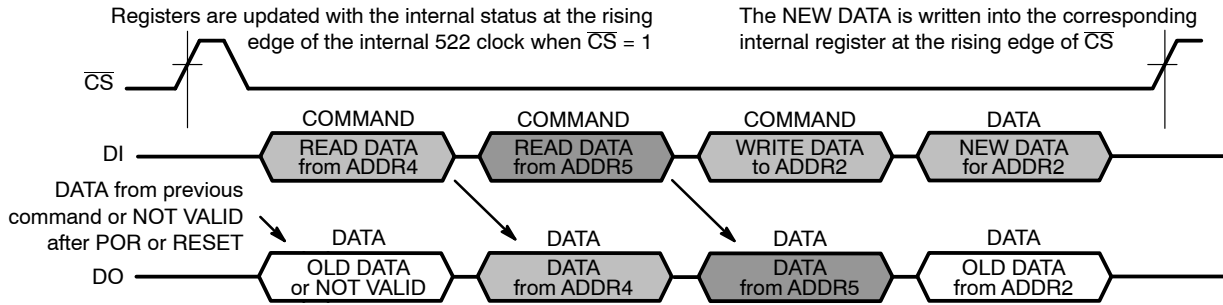 Registers are updated with the internal status at the rising
edge of the internal 522 clock when C̅S̅ = 1
The NEW DATA is written into the corresponding
internal register at the rising edge of C̅S̅
C̅S̅
COMMAND
COMMAND
COMMAND
DATA
DI
READ DATA
from ADDR4
READ DATA
from ADDR5
WRITE DATA
to ADDR2
NEW DATA
for ADDR2
DATA from previous
command or NOT VALID
after POR or RESET
DATA
DATA
DATA
DATA
DO
OLD DATA
or NOT VALID
DATA
from ADDR4
DATA
from ADDR5
OLD DATA
from ADDR2